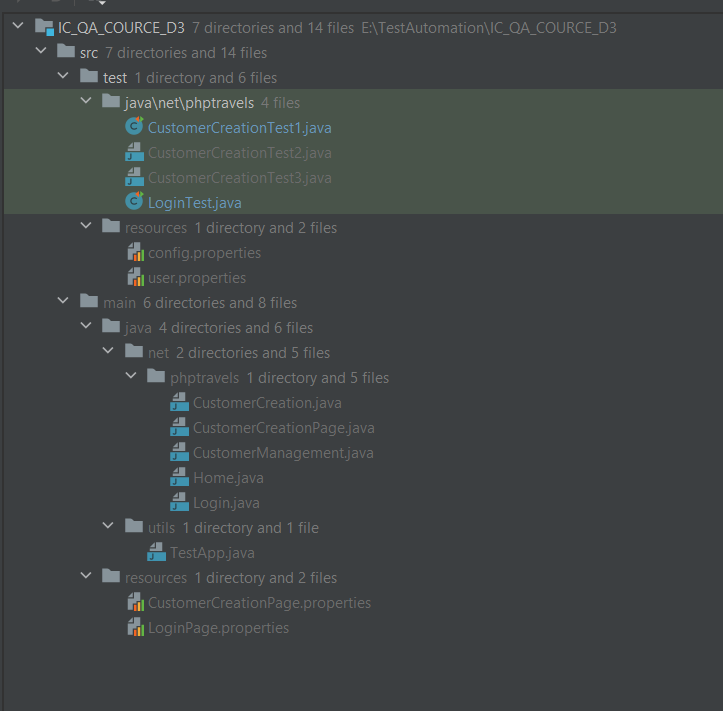 IC_QA_COURCE_D3 7 directories and 14 files E:\TestAutomation\IC_QA_COURCE_D3
src 7 directories and 14 files
test 1 directory and 6 files
java\net\phptravels 4 files
CustomerCreationTest1.java
CustomerCreationTest2.java
CustomerCreationTest3.java
LoginTest.java
resources 1 directory and 2 files
config.properties
user.properties
main 6 directories and 8 files
java 4 directories and 6 files
net 2 directories and 5 files
phptravels 1 directory and 5 files
CustomerCreation.java
CustomerCreationPage.java
CustomerManagement.java
Home.java
Login.java
utils 1 directory and 1 file
TestApp.java
resources 1 directory and 2 files
CustomerCreationPage.properties
LoginPage.properties